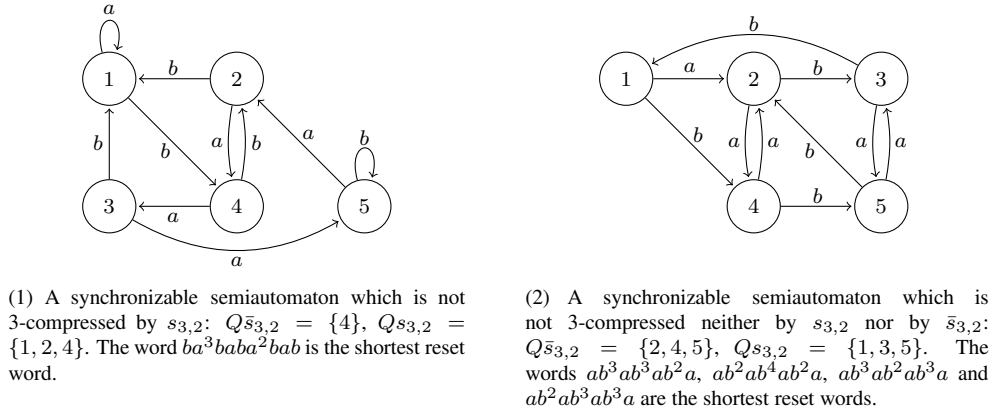 a
b
1
b
2
b
3
1
a
2
b
3
b
b
a
b
a
b
b
a
a
b
a
a
3
a
4
5
4
b
5
a
(1) A synchronizable semiautomaton which is not
3-compressed by s₃,₂: Qs̄₃,₂ = {4}, Qs₃,₂ =
{1, 2, 4}. The word ba³baba²bab is the shortest reset
word.
(2) A synchronizable semiautomaton which is
not 3-compressed neither by s₃,₂ nor by s̄₃,₂:
Qs̄₃,₂ = {2, 4, 5}, Qs₃,₂ = {1, 3, 5}. The
words ab³ab³ab²a, ab²ab⁴ab²a, ab³ab²ab³a and
ab²ab³ab³a are the shortest reset words.